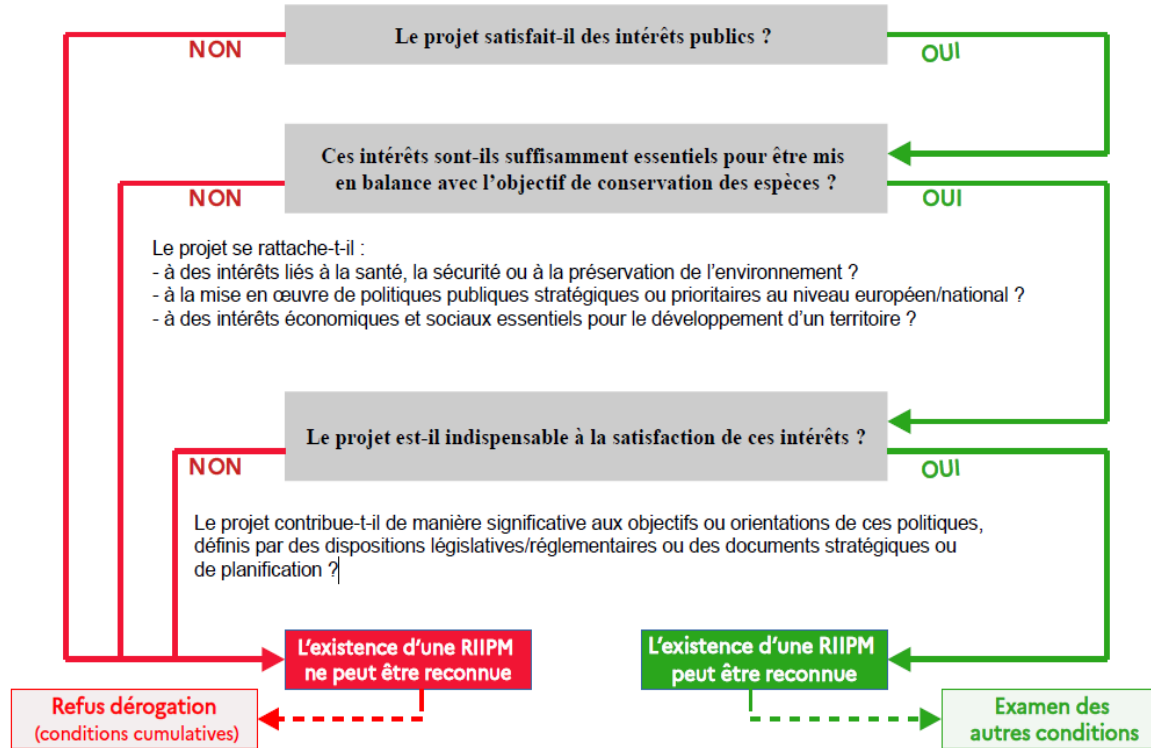 Le projet satisfait-il des intérêts publics ?
NON
OUI
Ces intérêts sont-ils suffisamment essentiels pour être mis
en balance avec l'objectif de conservation des espèces ?
NON
OUI
Le projet se rattache-t-il :
- à des intérêts liés à la santé, la sécurité ou à la préservation de l'environnement ?
- à la mise en œuvre de politiques publiques stratégiques ou prioritaires au niveau européen/national ?
- à des intérêts économiques et sociaux essentiels pour le développement d'un territoire ?
Le projet est-il indispensable à la satisfaction de ces intérêts ?
NON
OUI
Le projet contribue-t-il de manière significative aux objectifs ou orientations de ces politiques,
définis par des dispositions législatives/réglementaires ou des documents stratégiques ou
de planification ?
L'existence d'une RIIPM
ne peut être reconnue
L'existence d'une RIIPM
peut être reconnue
Refus dérogation
(conditions cumulatives)
Examen des
autres conditions